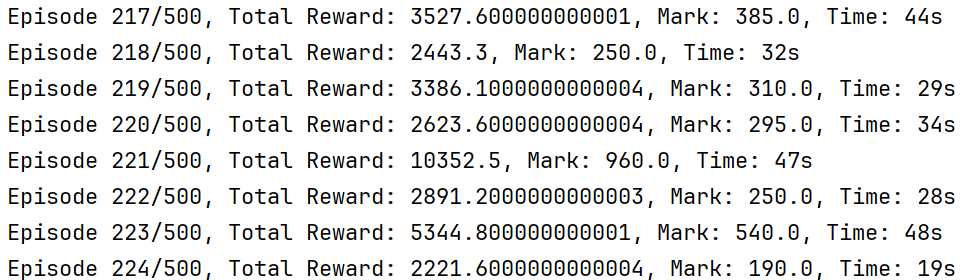 Episode 217/500, Total Reward: 3527.600000000001, Mark: 385.0, Time: 44s
Episode 218/500, Total Reward: 2443.3, Mark: 250.0, Time: 32s
Episode 219/500, Total Reward: 3386.1000000000004, Mark: 310.0, Time: 29s
Episode 220/500, Total Reward: 2623.6000000000004, Mark: 295.0, Time: 34s
Episode 221/500, Total Reward: 10352.5, Mark: 960.0, Time: 47s
Episode 222/500, Total Reward: 2891.2000000000003, Mark: 250.0, Time: 28s
Episode 223/500, Total Reward: 5344.800000000001, Mark: 540.0, Time: 48s
Episode 224/500, Total Reward: 2221.6000000000004, Mark: 190.0, Time: 19s